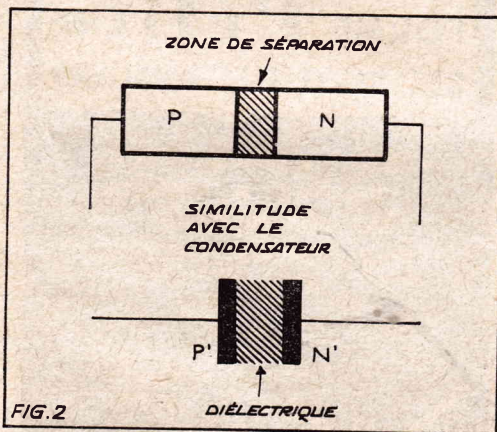 ZONE DE SÉPARATION
P
N
SIMILITUDE
AVEC LE
CONDENSATEUR
P'
N'
FIG.2
DIÉLECTRIQUE